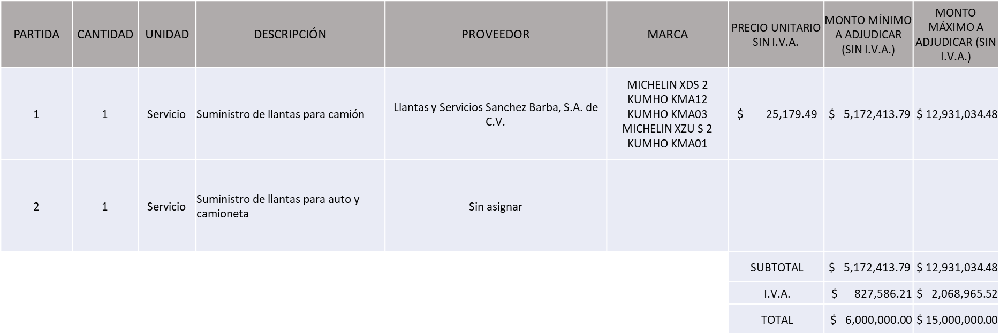 PARTIDA
CANTIDAD
UNIDAD
DESCRIPCIÓN
PROVEEDOR
MARCA
PRECIO UNITARIO
SIN I.V.A.
MONTO MÍNIMO
A ADJUDICAR
(SIN I.V.A.)
MONTO
MÁXIMO A
ADJUDICAR (SIN
I.V.A.)
1
1
Servicio
Suministro de llantas para camión
Llantas y Servicios Sanchez Barba, S.A. de
C.V.
MICHELIN XDS 2
KUMHO KMA12
KUMHO KMA03
MICHELIN XZU S 2
KUMHO KMA01
$ 25,179.49
$ 5,172,413.79
$ 12,931,034.48
2
1
Servicio
Suministro de llantas para auto y
camioneta
Sin asignar
SUBTOTAL
$ 5,172,413.79
$ 12,931,034.48
I.V.A.
$ 827,586.21
$ 2,068,965.52
TOTAL
$ 6,000,000.00
$ 15,000,000.00